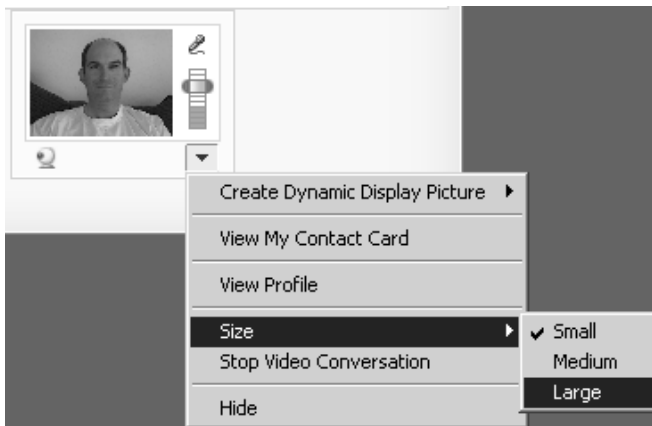 Create Dynamic Display Picture
View My Contact Card
View Profile
Size
Small
Stop Video Conversation
Medium
Large
Hide